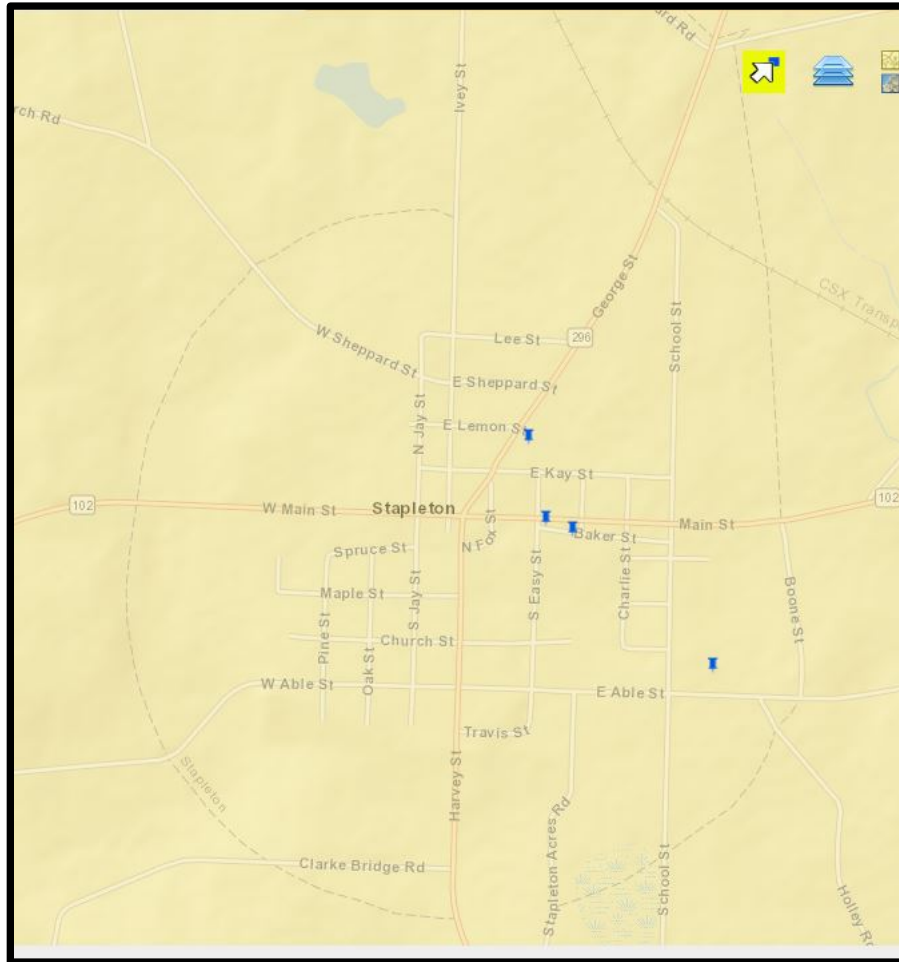 rch Rd
Ivey St
George St
CSX Transp
School St
Lee St
296
W Sheppard St
E Sheppard St
N Jay St
E Lemon St
E Kay St
102
W Main St
Stapleton
Main St
102
N Fox St
Baker St
Spruce St
S Jay St
S Easy St
Charlie St
Boone St
Maple St
Pine St
Oak St
Church St
W Able St
E Able St
Travis St
Stapleton
Harvey St
Stapleton Acres Rd
School St
Clarke Bridge Rd
Holley Rd